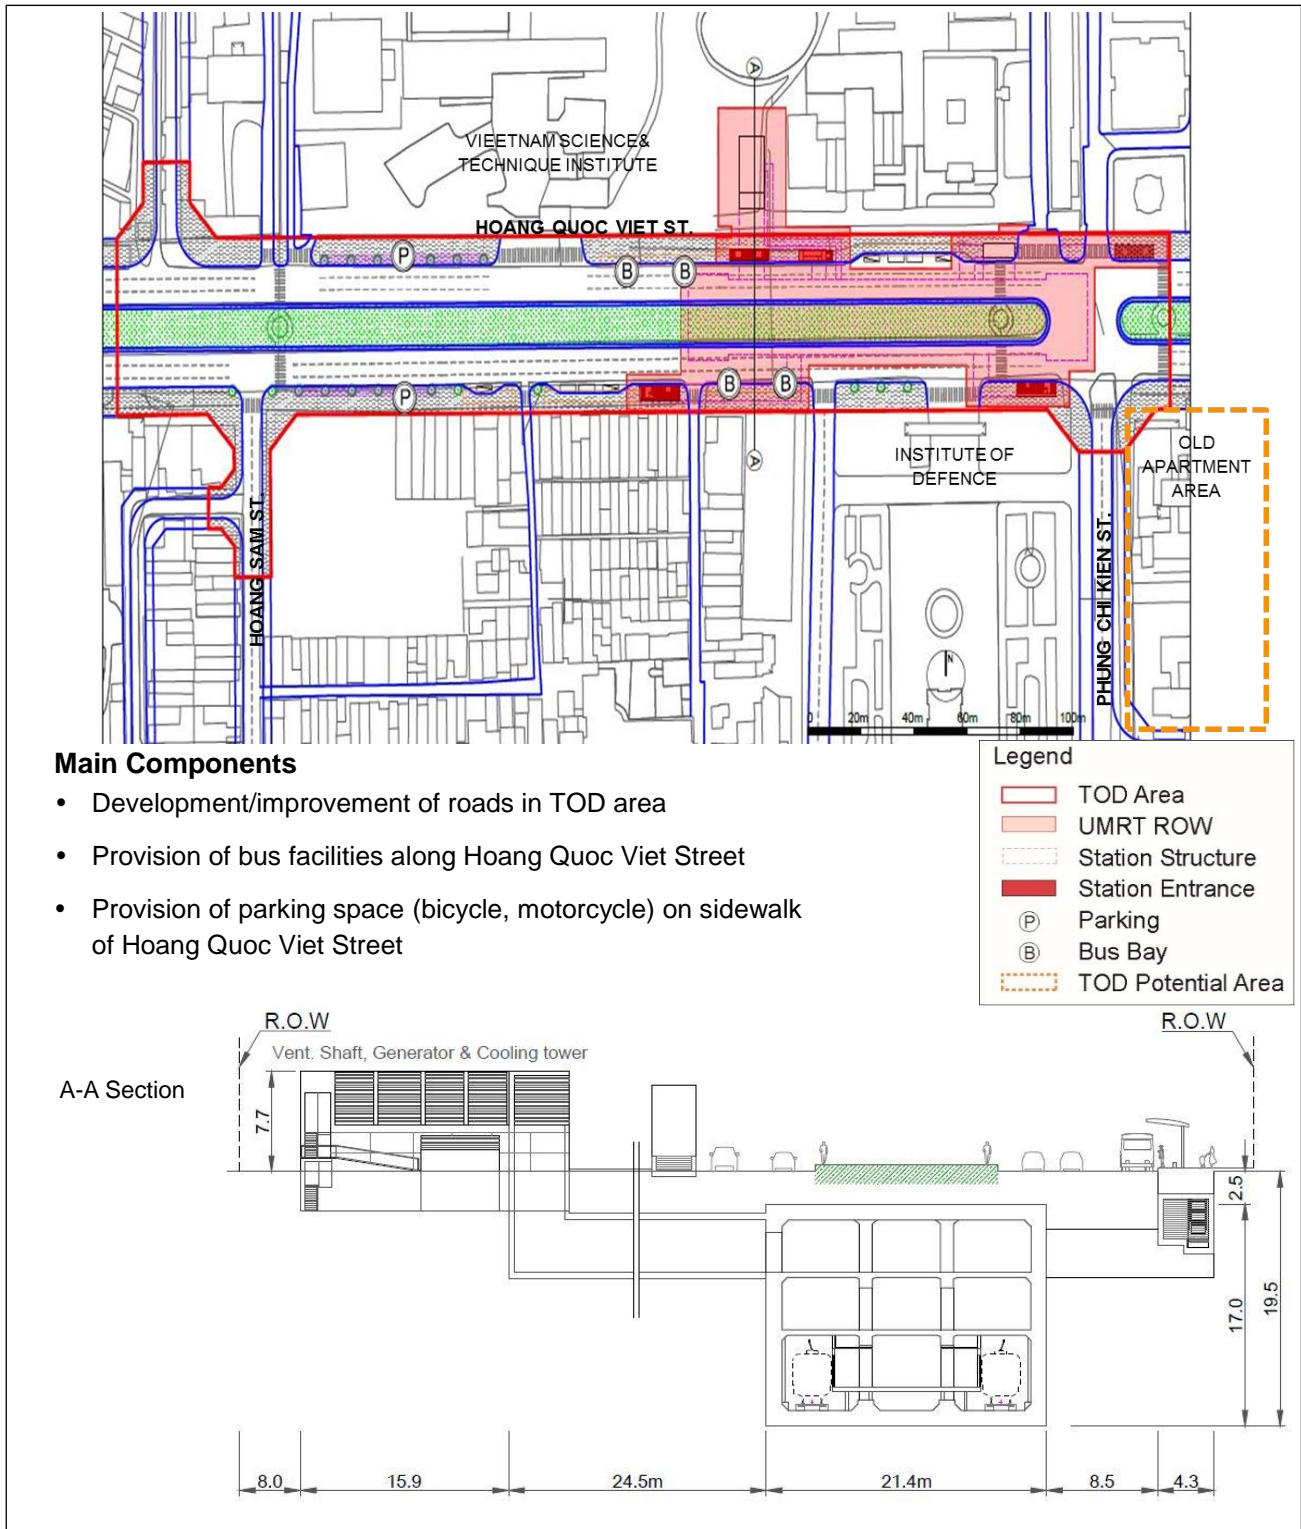 A
VIEETNAM SCIENCE&
TECHNIQUE INSTITUTE
HOANG QUOC VIET ST.
P
B
B
P
B
B
A
INSTITUTE OF
DEFENCE
OLD
APARTMENT
AREA
HOANG SAM ST.
PHUNG CHI KIEN ST.
N
0 20m 40m 60m 80m 100m
Main Components
• Development/improvement of roads in TOD area
• Provision of bus facilities along Hoang Quoc Viet Street
• Provision of parking space (bicycle, motorcycle) on sidewalk
of Hoang Quoc Viet Street
Legend
TOD Area
UMRT ROW
Station Structure
Station Entrance
P Parking
B Bus Bay
TOD Potential Area
R.O.W
R.O.W
Vent. Shaft, Generator & Cooling tower
A-A Section
7.7
2.5
17.0
19.5
8.0
15.9
24.5m
21.4m
8.5
4.3